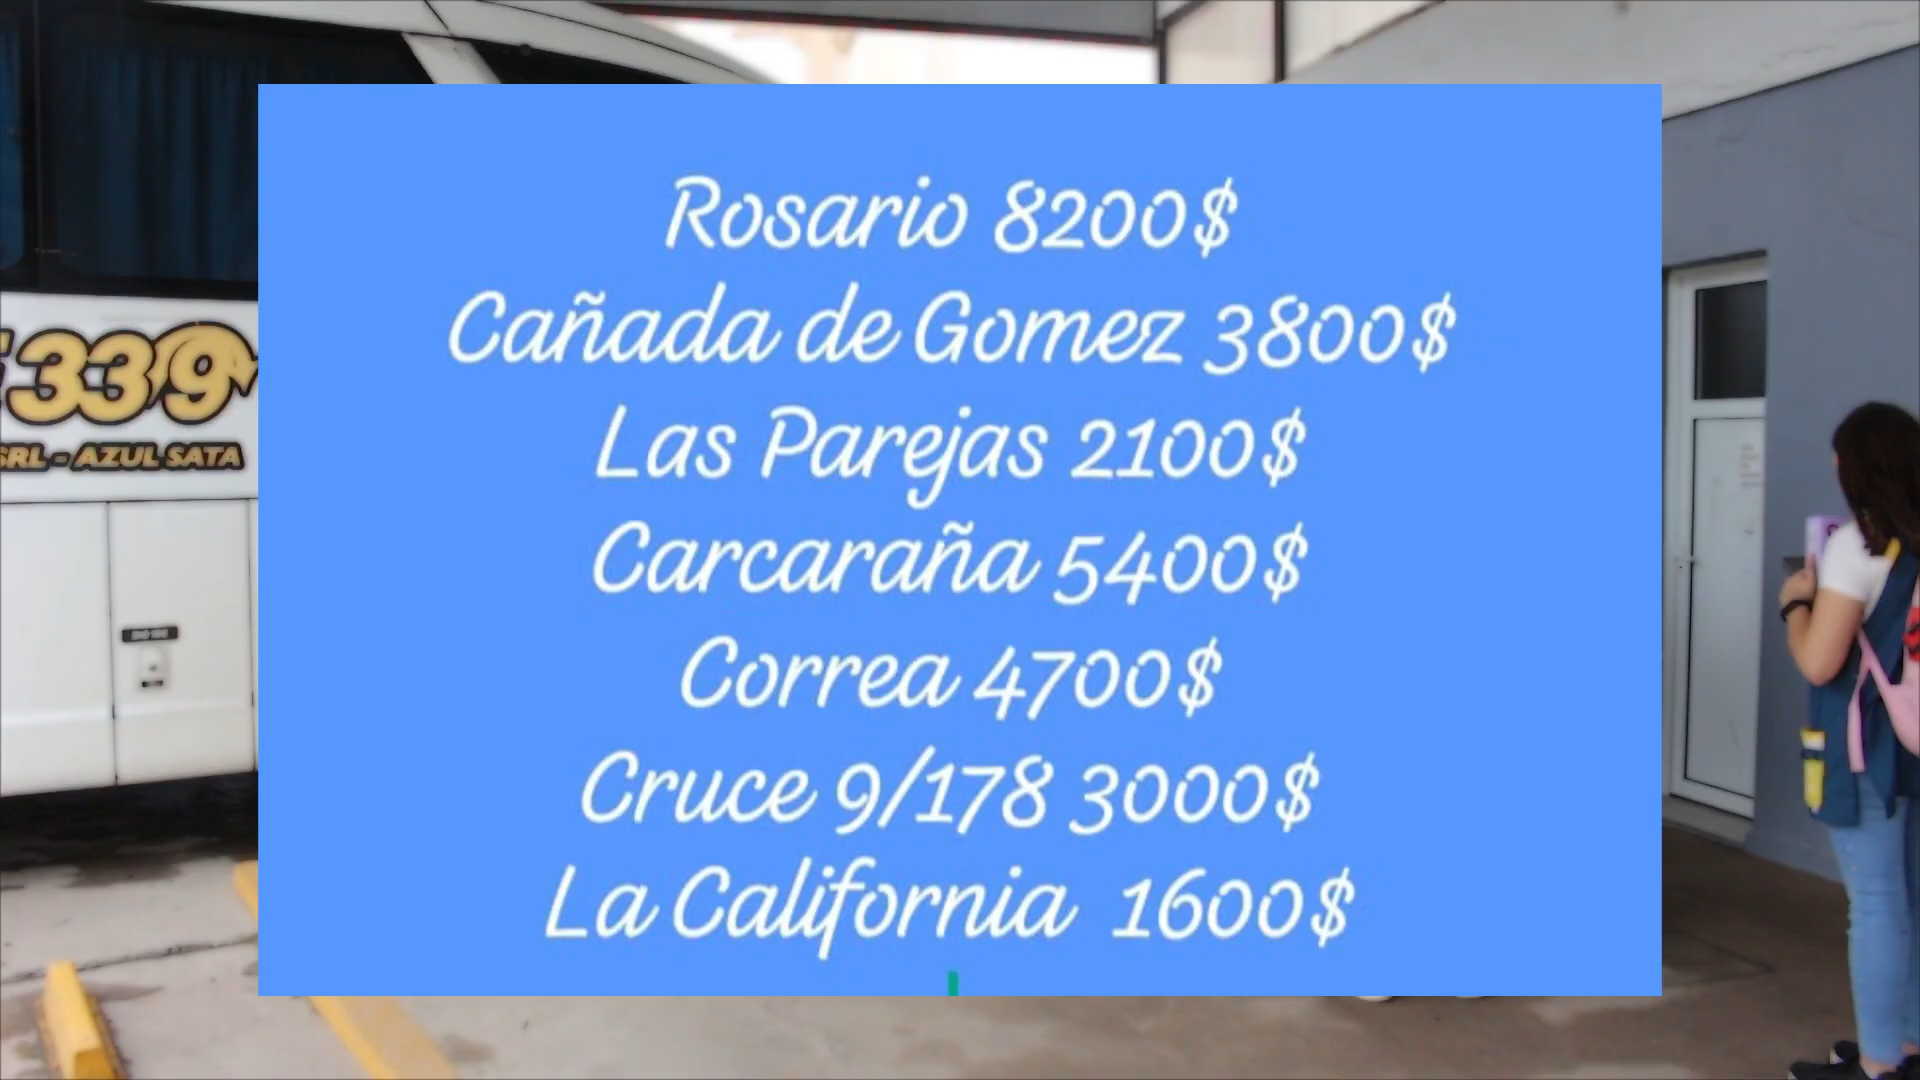 Rosario 8200$
Cañada de Gomez 3800$
Las Parejas 2100$
Carcaraña 5400$
Correa 4700$
Cruce 9/178 3000$
La California 1600$
339
SRL - AZUL SATA